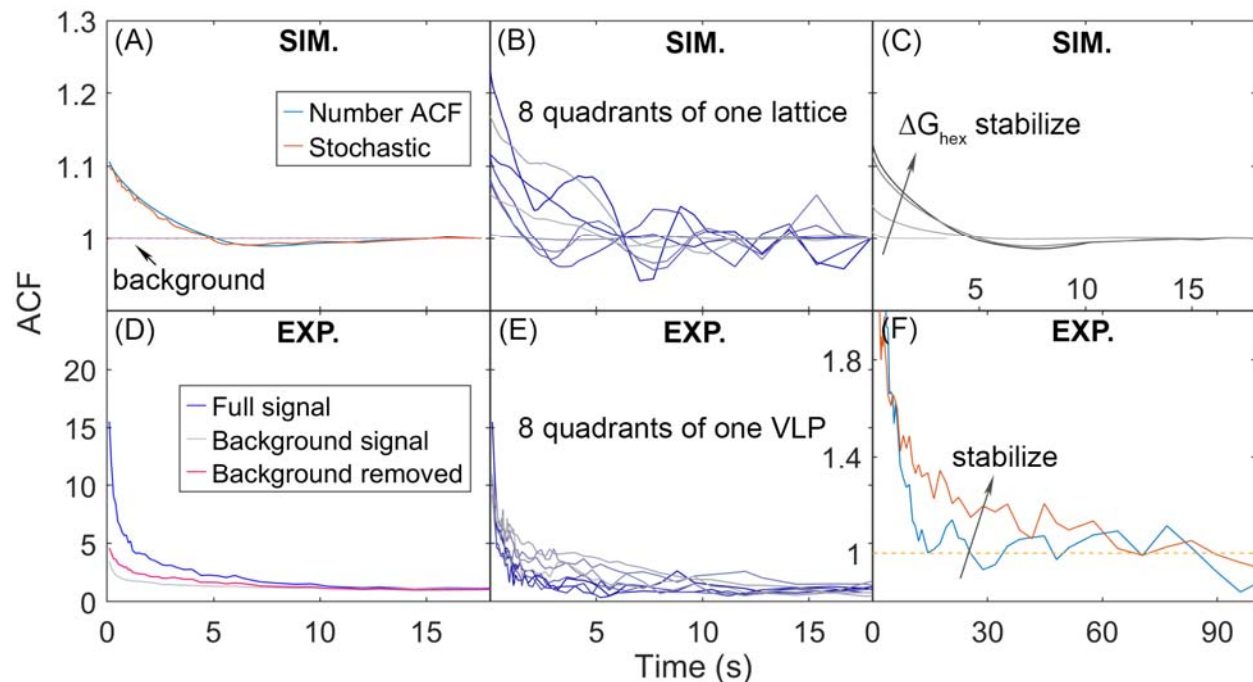 (A)
SIM.
1.3
1.2
1.1
1
Number ACF
Stochastic
background
(B)
SIM.
8 quadrants of one lattice
(C)
SIM.
ΔGhex stabilize
5
10
15
ACF
(D)
EXP.
20
15
10
5
0
Full signal
Background signal
Background removed
0
5
10
15
(E)
EXP.
8 quadrants of one VLP
5
10
15
(F)
EXP.
1.8
1.4
1
stabilize
0
30
60
90
Time (s)